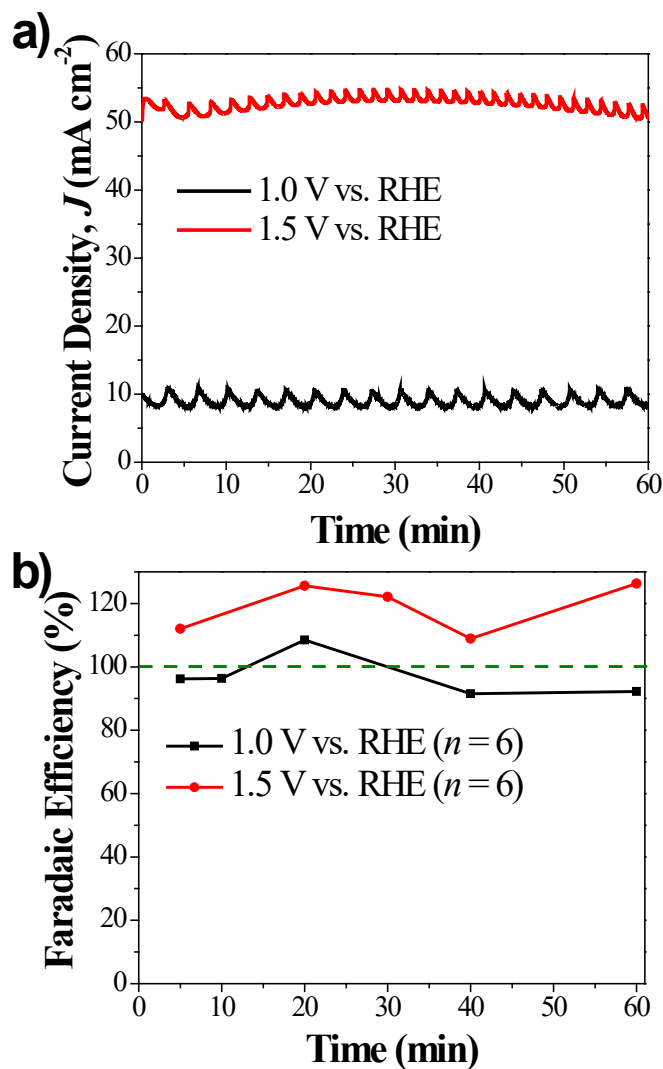 a)
60
50
40
30
20
10
0
Current Density, J (mA cm⁻²)
1.0 V vs. RHE
1.5 V vs. RHE
0 10 20 30 40 50 60
Time (min)
b)
120
100
80
60
40
20
0
Faradaic Efficiency (%)
1.0 V vs. RHE (n = 6)
1.5 V vs. RHE (n = 6)
0 10 20 30 40 50 60
Time (min)